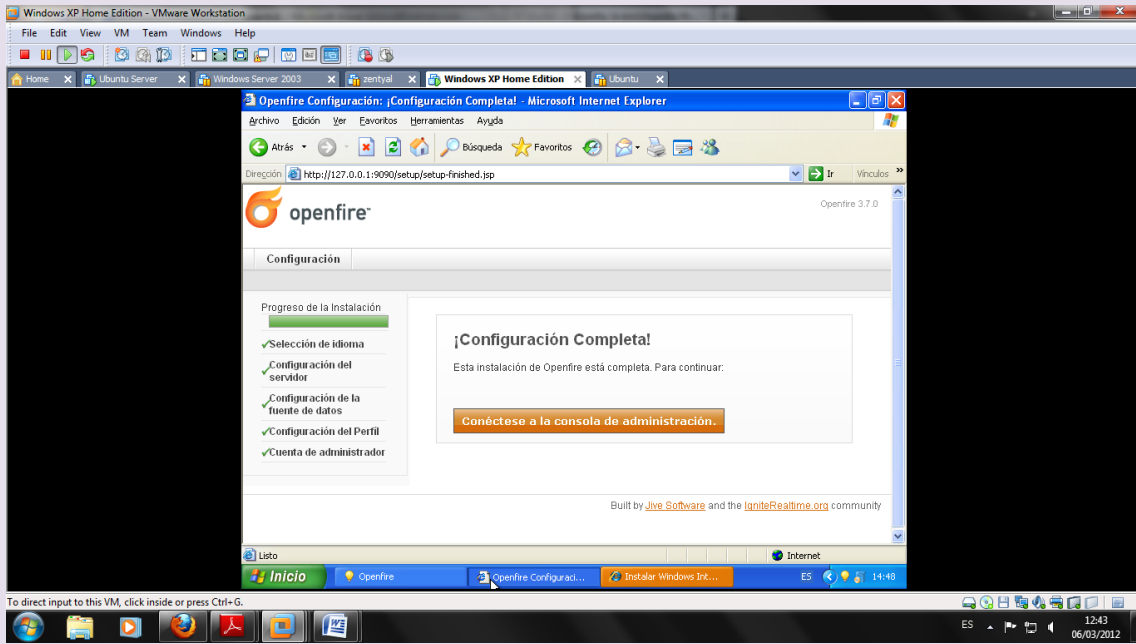 Windows XP Home Edition - VMware Workstation
File Edit View VM Team Windows Help
Home Ubuntu Server Windows Server 2003 zentyal Windows XP Home Edition Ubuntu
Openfire Configuración: ¡Configuración Completa! - Microsoft Internet Explorer
Archivo Edición Ver Favoritos Herramientas Ayuda
Atrás Búsqueda Favoritos
Dirección http://127.0.0.1:9090/setup/setup-finished.jsp Ir Vínculos »
openfire™
Openfire 3.7.0
Configuración
Progreso de la Instalación
Selección de idioma
Configuración del
servidor
Configuración de la
fuente de datos
Configuración del Perfil
Cuenta de administrador
¡Configuración Completa!
Esta instalación de Openfire está completa. Para continuar:
Conéctese a la consola de administración.
Built by Jive Software and the IgniteRealtime.org community
Listo Internet
Inicio Openfire Openfire Configuraci... Instalar Windows Int... ES 14:48
To direct input to this VM, click inside or press Ctrl+G.
ES 12:43
06/03/2012